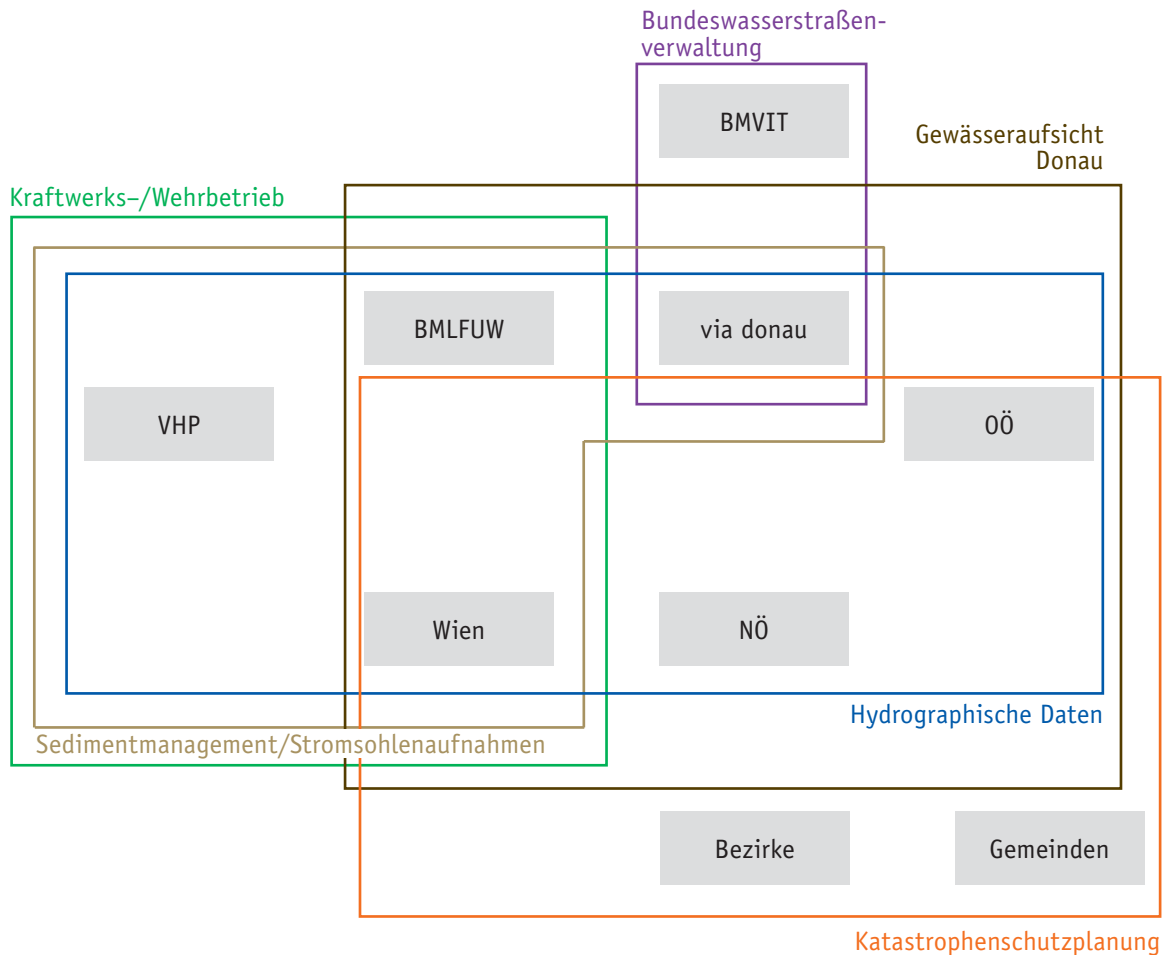 Bundeswasserstraßen-
verwaltung
BMVIT
Gewässeraufsicht
Donau
Kraftwerks–/Wehrbetrieb
BMLFUW
via donau
VHP
OÖ
Wien
NÖ
Hydrographische Daten
Sedimentmanagement/Stromsohlenaufnahmen
Bezirke
Gemeinden
Katastrophenschutzplanung